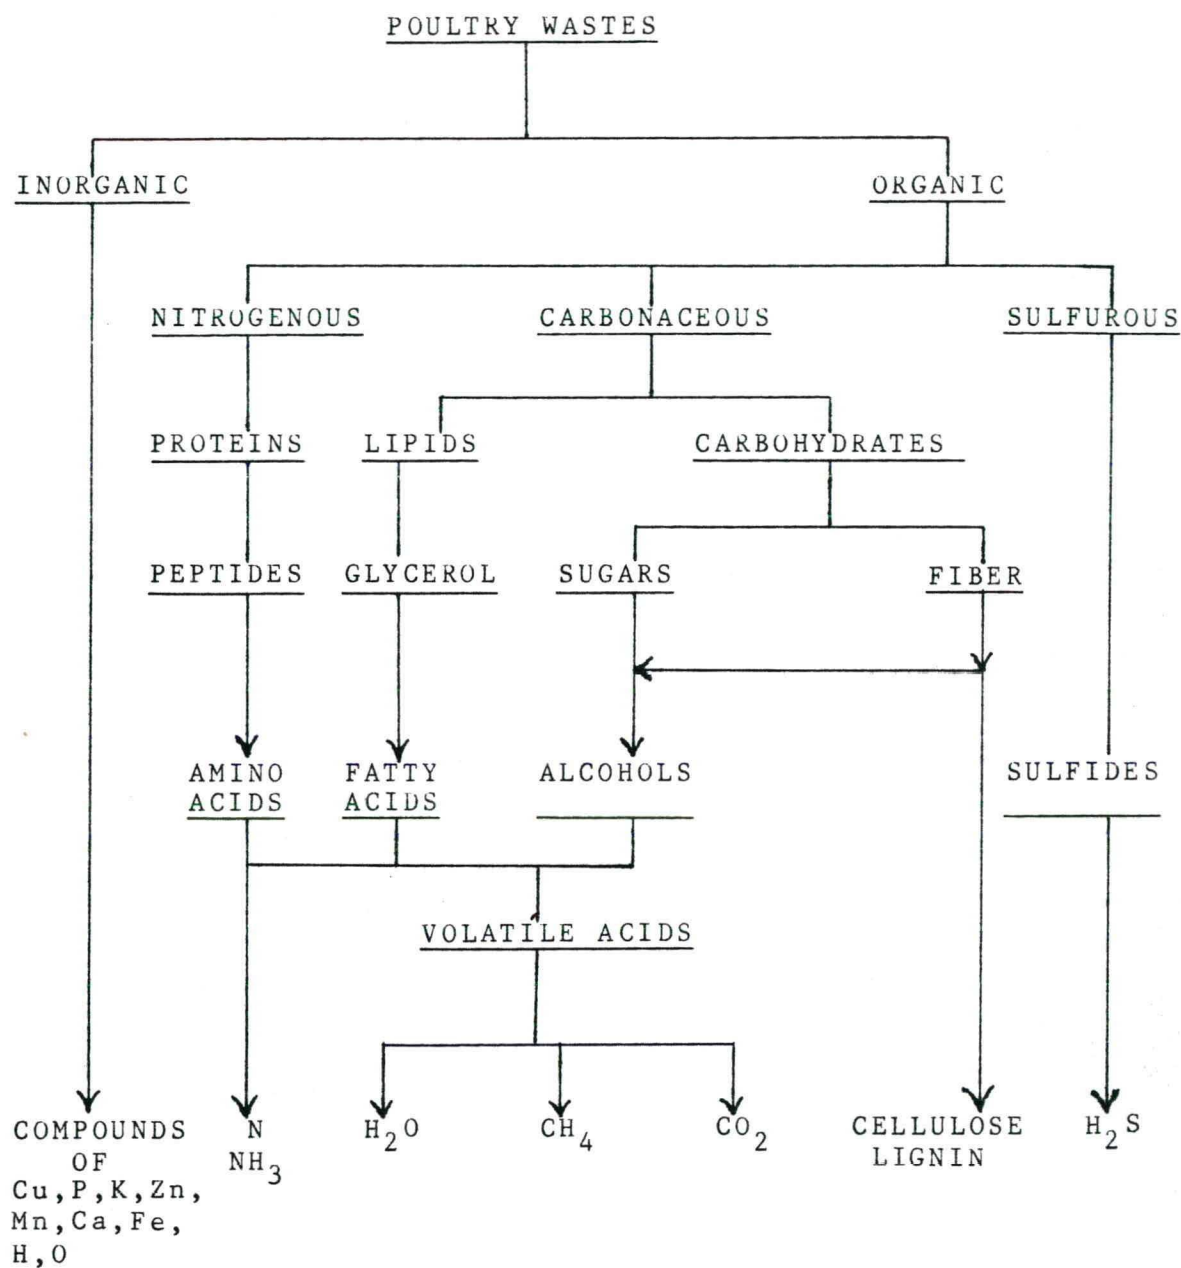 POULTRY WASTES
INORGANIC
ORGANIC
NITROGENOUS
CARBONACEOUS
SULFUROUS
PROTEINS
LIPIDS
CARBOHYDRATES
PEPTIDES
GLYCEROL
SUGARS
FIBER
AMINO
ACIDS
FATTY
ACIDS
ALCOHOLS
SULFIDES
VOLATILE ACIDS
COMPOUNDS
OF
Cu,P,K,Zn,
Mn,Ca,Fe,
H,O
N
NH3
H2O
CH4
CO2
CELLULOSE
LIGNIN
H2S